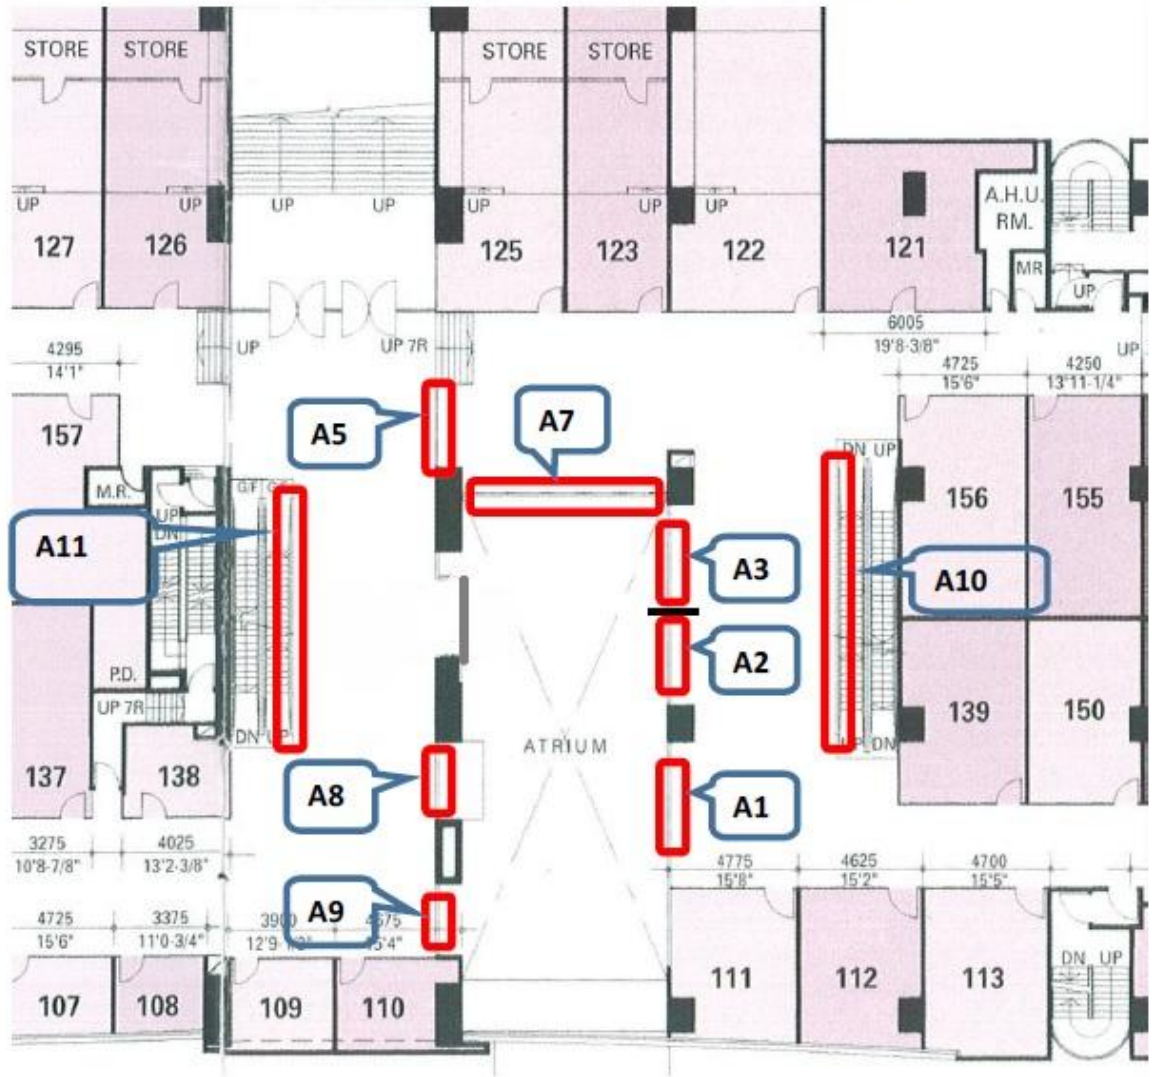 STORE
STORE
STORE
STORE
UP
UP
UP
UP
UP
UP
UP
127
126
125
123
122
121
A.H.U.
RM.
MR
UP
UP
UP 7R
6005
19'8-3/8"
UP
4295
14'1"
4725
15'6"
4250
13'11-1/4"
157
A5
A7
DN UP
M.R.
G/F
UP
DN
156
155
A11
A3
A10
A2
P.D.
UP 7R
DN UP
139
150
ATRIUM
UP DN
137
138
A8
A1
3275
10'8-7/8"
4025
13'2-3/8"
4775
15'8"
4625
15'2"
4700
15'5"
A9
4725
15'6"
3375
11'0-3/4"
107
108
109
110
111
112
113
DN UP